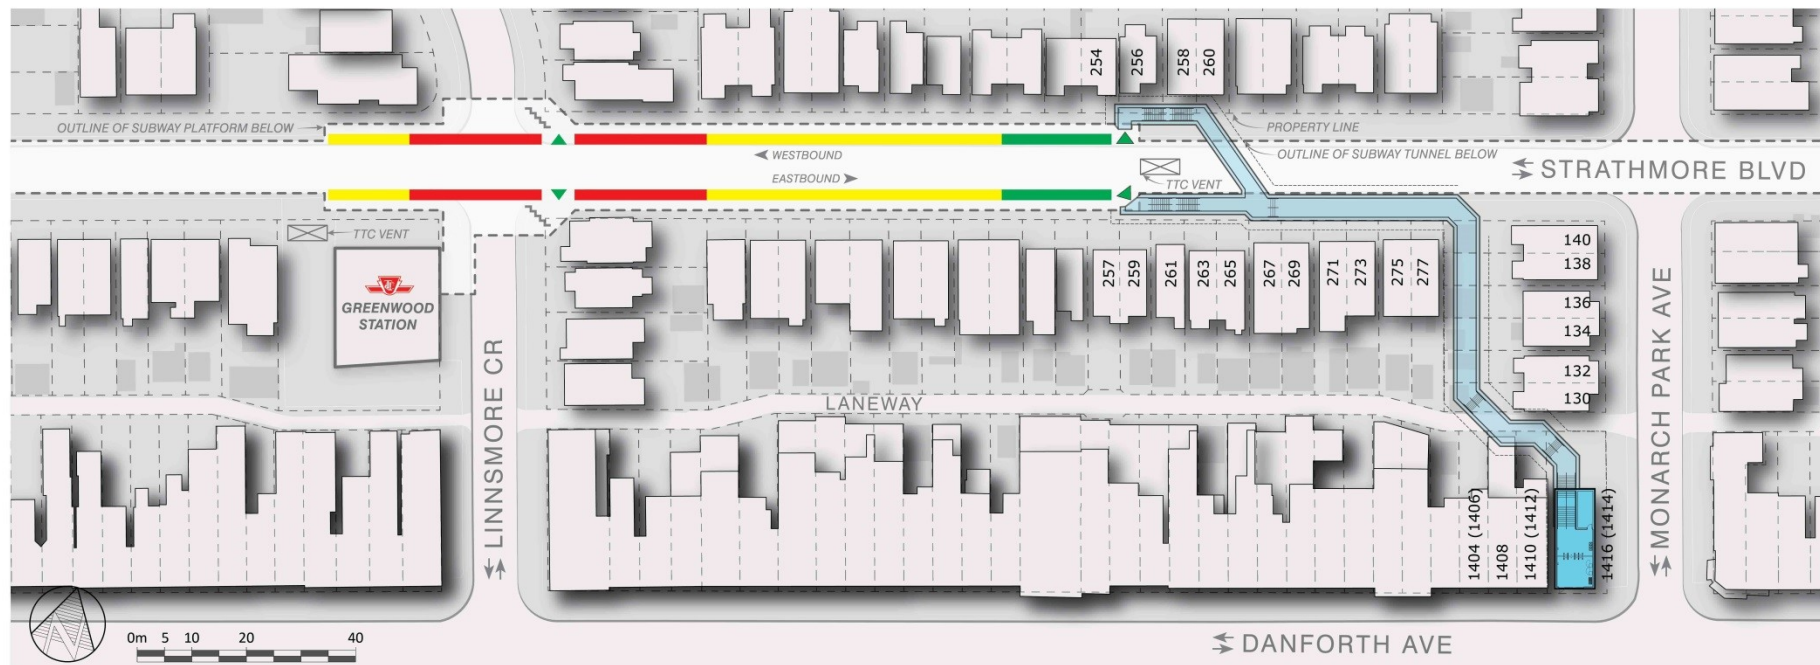 254
256
258
260
OUTLINE OF SUBWAY PLATFORM BELOW
PROPERTY LINE
OUTLINE OF SUBWAY TUNNEL BELOW
WESTBOUND
EASTBOUND
TTC VENT
STRATHMORE BLVD
TTC VENT
GREENWOOD
STATION
257
259
261
263
265
267
269
271
273
275
277
140
138
136
134
132
130
LINNSMORE CR
MONARCH PARK AVE
LANEWAY
1404 (1406)
1408
1410 (1412)
1416 (1414)
N
0m 5 10 20 40
DANFORTH AVE